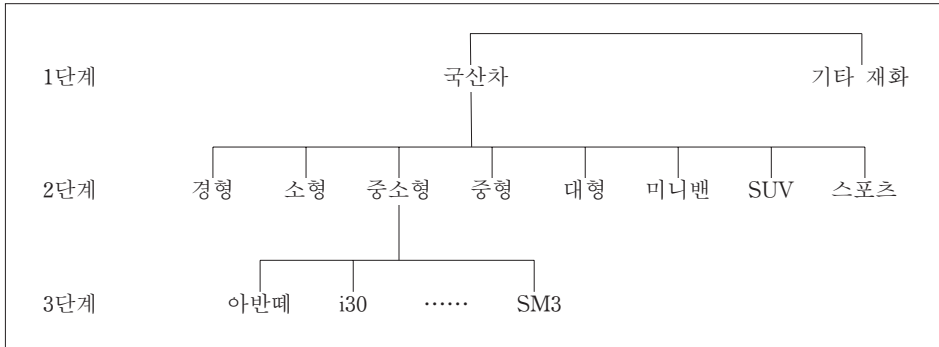 1단계 국산차 기타 재화
2단계 경형 소형 중소형 중형 대형 미니밴 SUV 스포츠
3단계 아반떼 i30 …… SM3